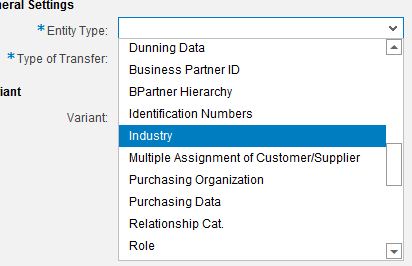 neral Settings
*Entity Type:
Dunning Data
*Type of Transfer:
Business Partner ID
BPartner Hierarchy
iant
Identification Numbers
Variant:
Industry
Multiple Assignment of Customer/Supplier
Purchasing Organization
Purchasing Data
Relationship Cat.
Role